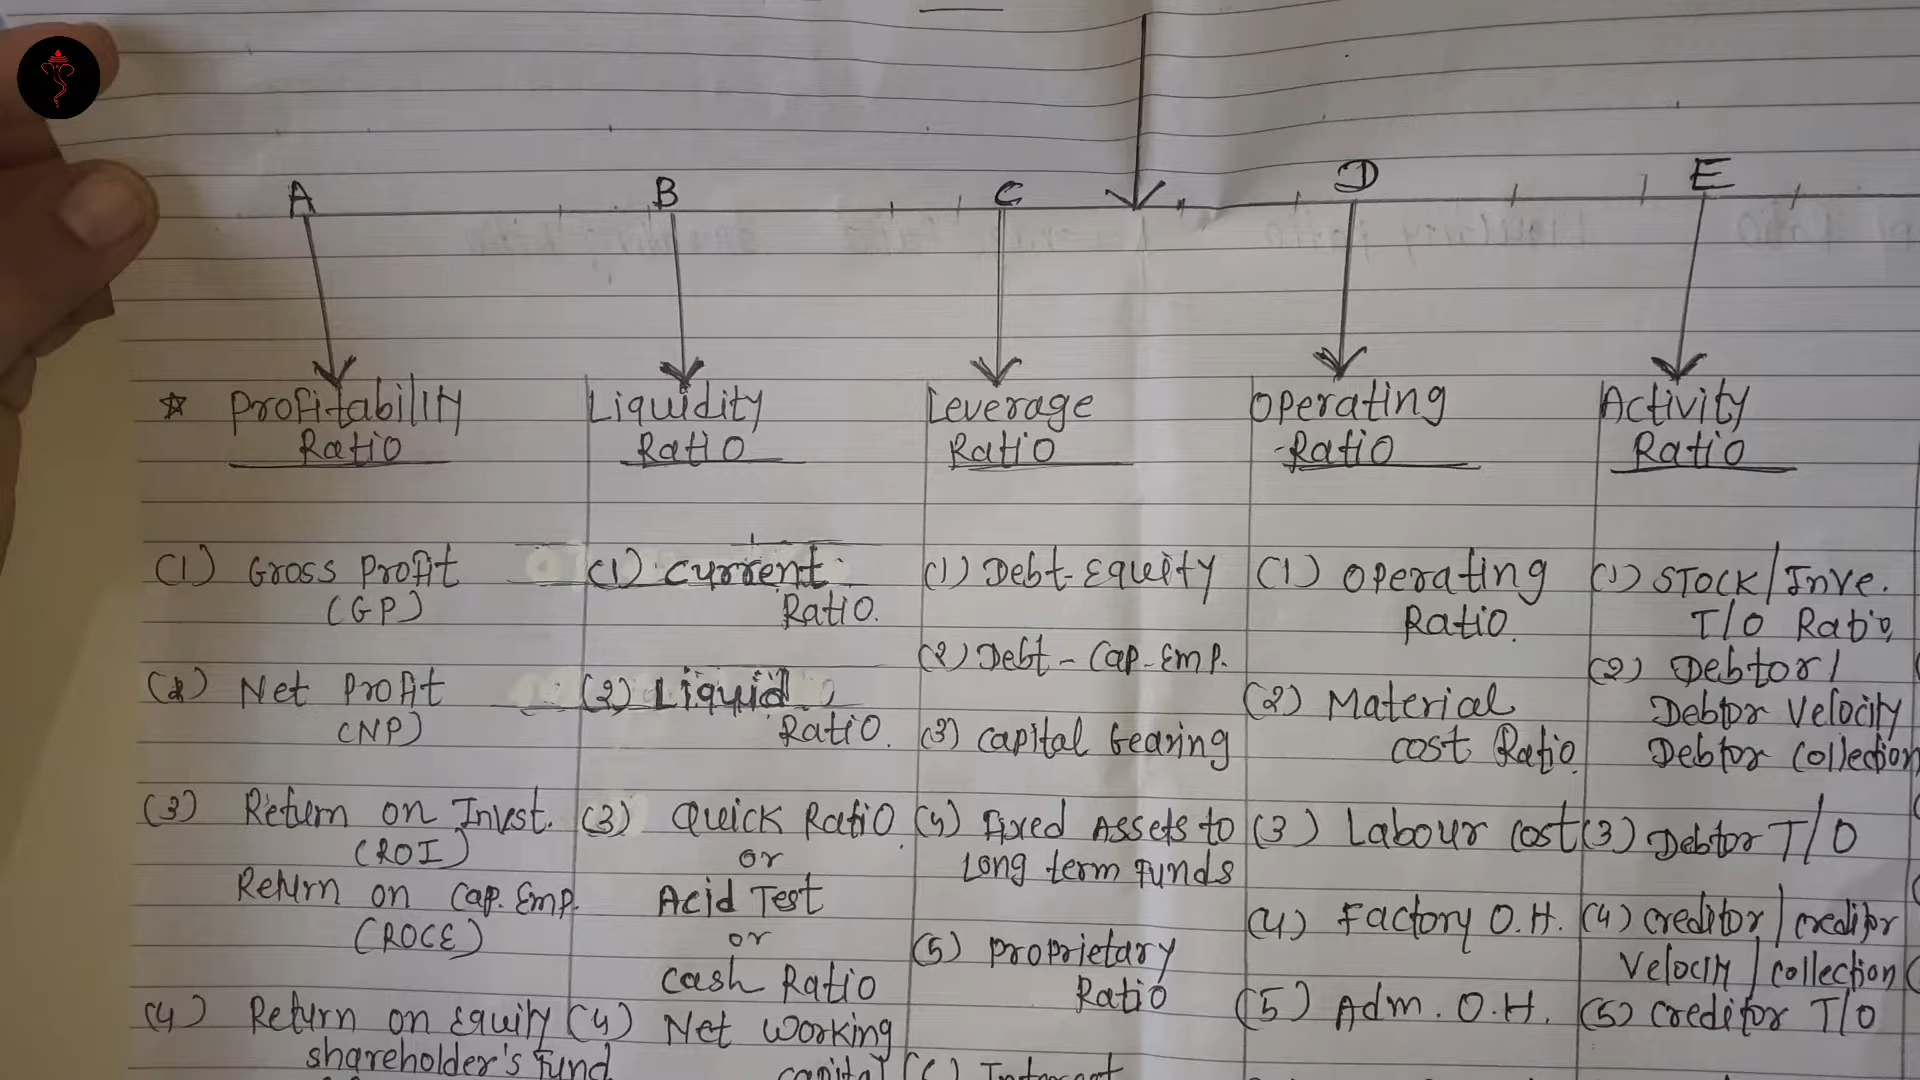 A
B
C
D
E
☆ Profitability
Ratio
Liquidity
Ratio
Leverage
Ratio
Operating
Ratio
Activity
Ratio
(1) Gross Profit
(GP)
(2) Net Profit
(NP)
(3) Return on Invst.
(ROI)
Return on Cap. Emp.
(ROCE)
(4) Return on Equity
shareholder's Fund
(1) Current
Ratio.
(2) Liquid
Ratio.
(3) Quick Ratio
or
Acid Test
or
Cash Ratio
(4) Net Working
capital
(1) Debt-Equity
(2) Debt - Cap-Emp.
(3) Capital Gearing
(4) Fixed Assets to
Long term Funds
(5) Proprietary
Ratio
(1) Operating
Ratio.
(2) Material
cost Ratio.
(3) Labour Cost
(4) Factory O.H.
(5) Adm. O.H.
(1) STOCK/Inve.
T/O Ratio,
(2) Debtor/
Debtor Velocity
Debtor Collection
(3) Debtor T/O
(4) Creditor/creditor
Velocity/collection
(5) Creditor T/O